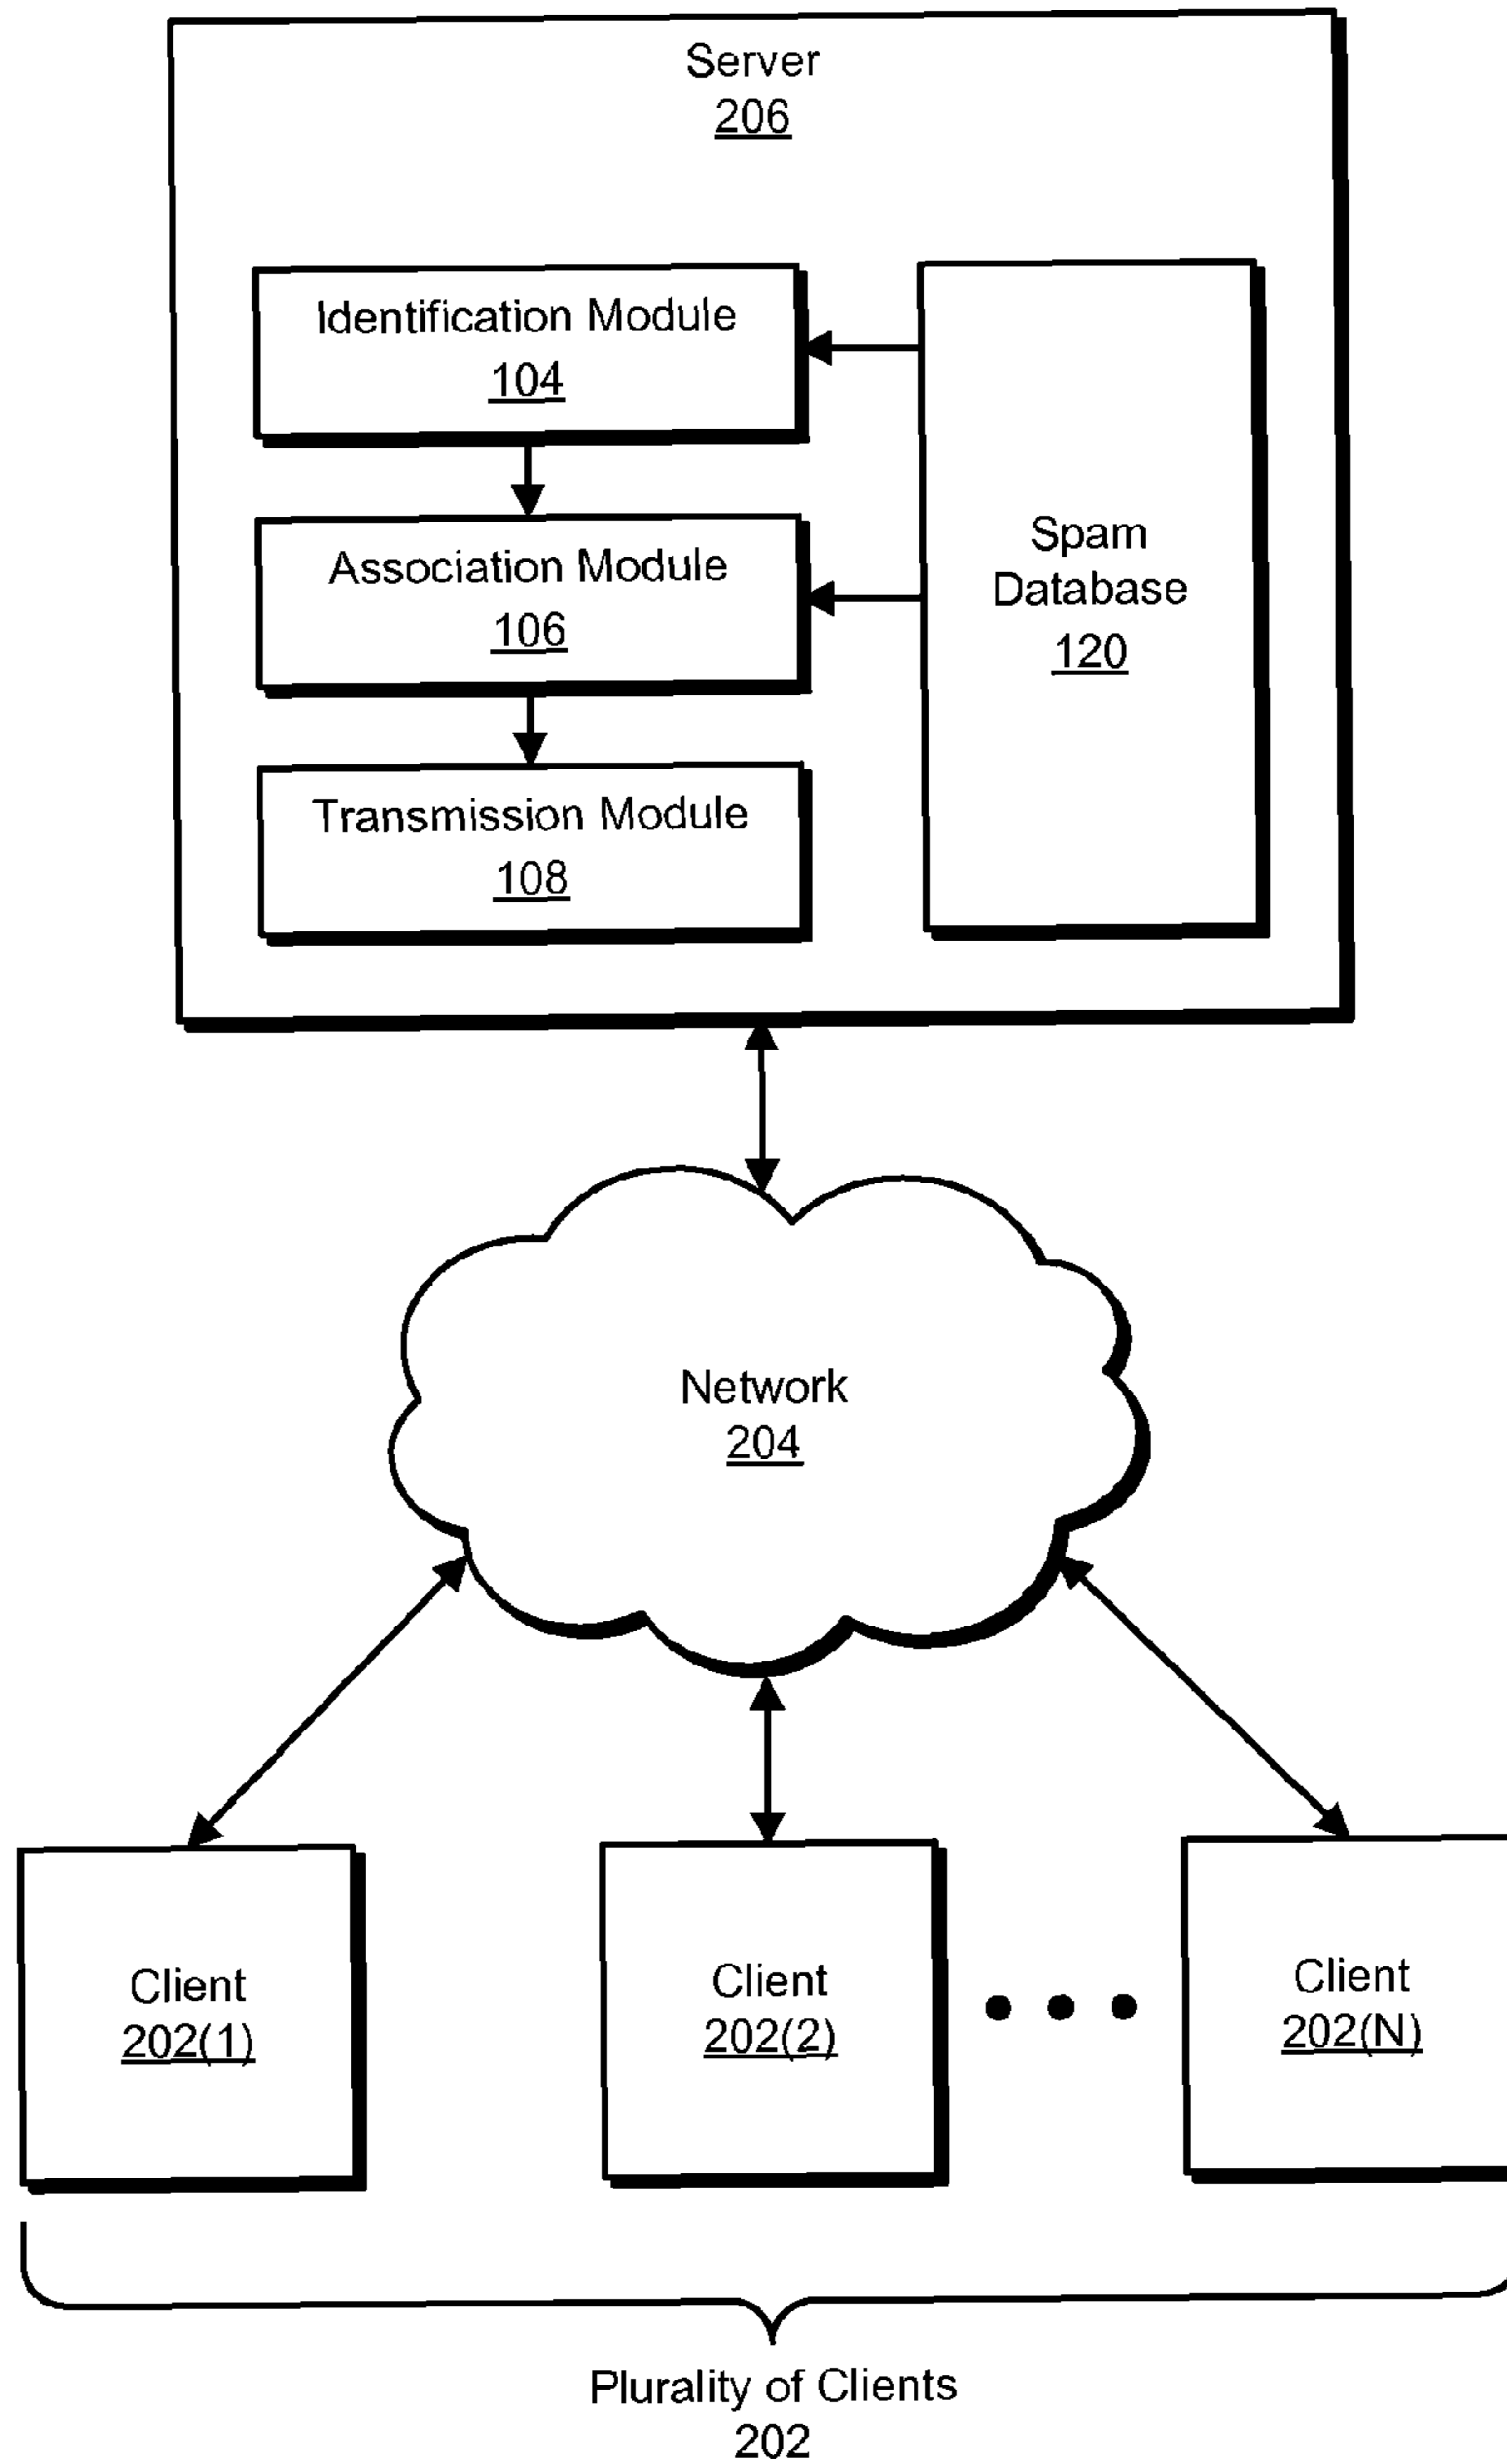 Server
206
Identification Module
104
Association Module
106
Transmission Module
108
Spam
Database
120
Network
204
Client
202(1)
Client
202(2)
Client
202(N)
Plurality of Clients
202